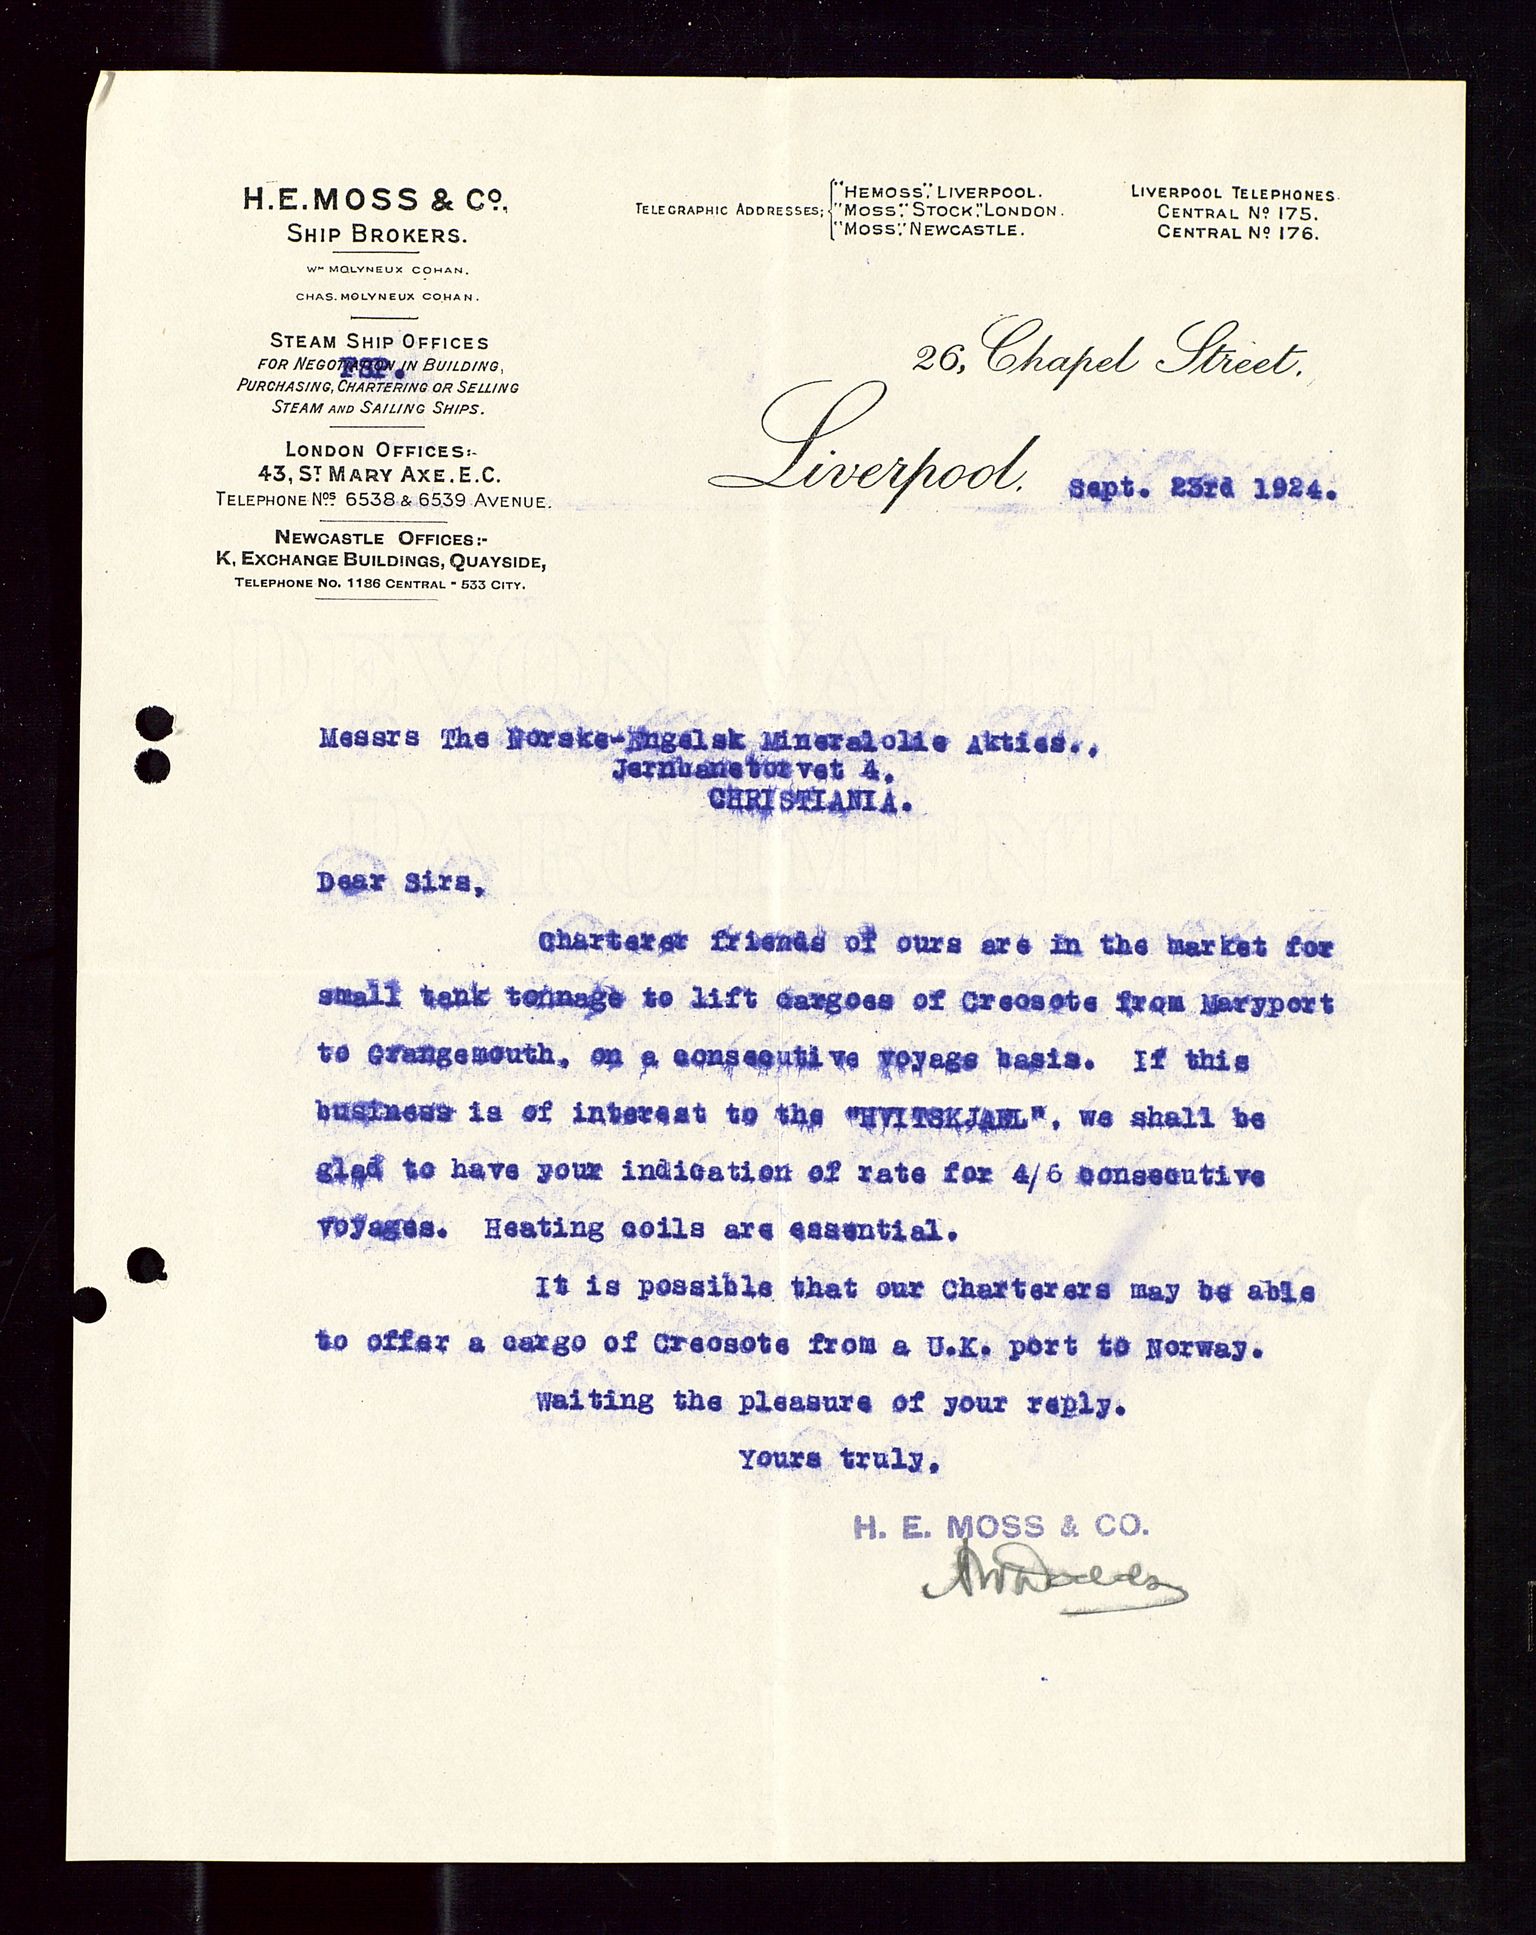 H.E. MOSS & Cº.,
SHIP BROKERS.
Wᴹ MOLYNEUX COHAN.
CHAS. MOLYNEUX COHAN.
STEAM SHIP OFFICES
FOR NEGOTIATION IN BUILDING,
PSP.
PURCHASING, CHARTERING OR SELLING
STEAM AND SAILING SHIPS.
LONDON OFFICES:-
43, Sᵀ MARY AXE. E.C.
TELEPHONE Nºˢ 6538 & 6539 AVENUE.
NEWCASTLE OFFICES:-
K, EXCHANGE BUILDINGS, QUAYSIDE,
TELEPHONE No. 1186 CENTRAL - 533 CITY.
TELEGRAPHIC ADDRESSES;
"HEMOSS", LIVERPOOL.
"MOSS", STOCK, "LONDON.
"MOSS", NEWCASTLE.
LIVERPOOL TELEPHONES.
CENTRAL Nº 175.
CENTRAL Nº 176.
26, Chapel Street.
Liverpool. Sept. 23rd 1924.
Messrs The Norske-Engelsk Mineralolie Akties.,
Jernbanetorvet 4.
CHRISTIANIA.
Dear Sirs,
Charterer friends of ours are in the market for
small tank tonnage to lift cargoes of Creosote from Maryport
to Grangemouth, on a consecutive voyage basis. If this
business is of interest to the "HVITSKJAEL", we shall be
glad to have your indication of rate for 4/6 consecutive
voyages. Heating coils are essential.
It is possible that our Charterers may be able
to offer a cargo of Creosote from a U.K. port to Norway.
Waiting the pleasure of your reply.
Yours truly,
H. E. MOSS & CO.